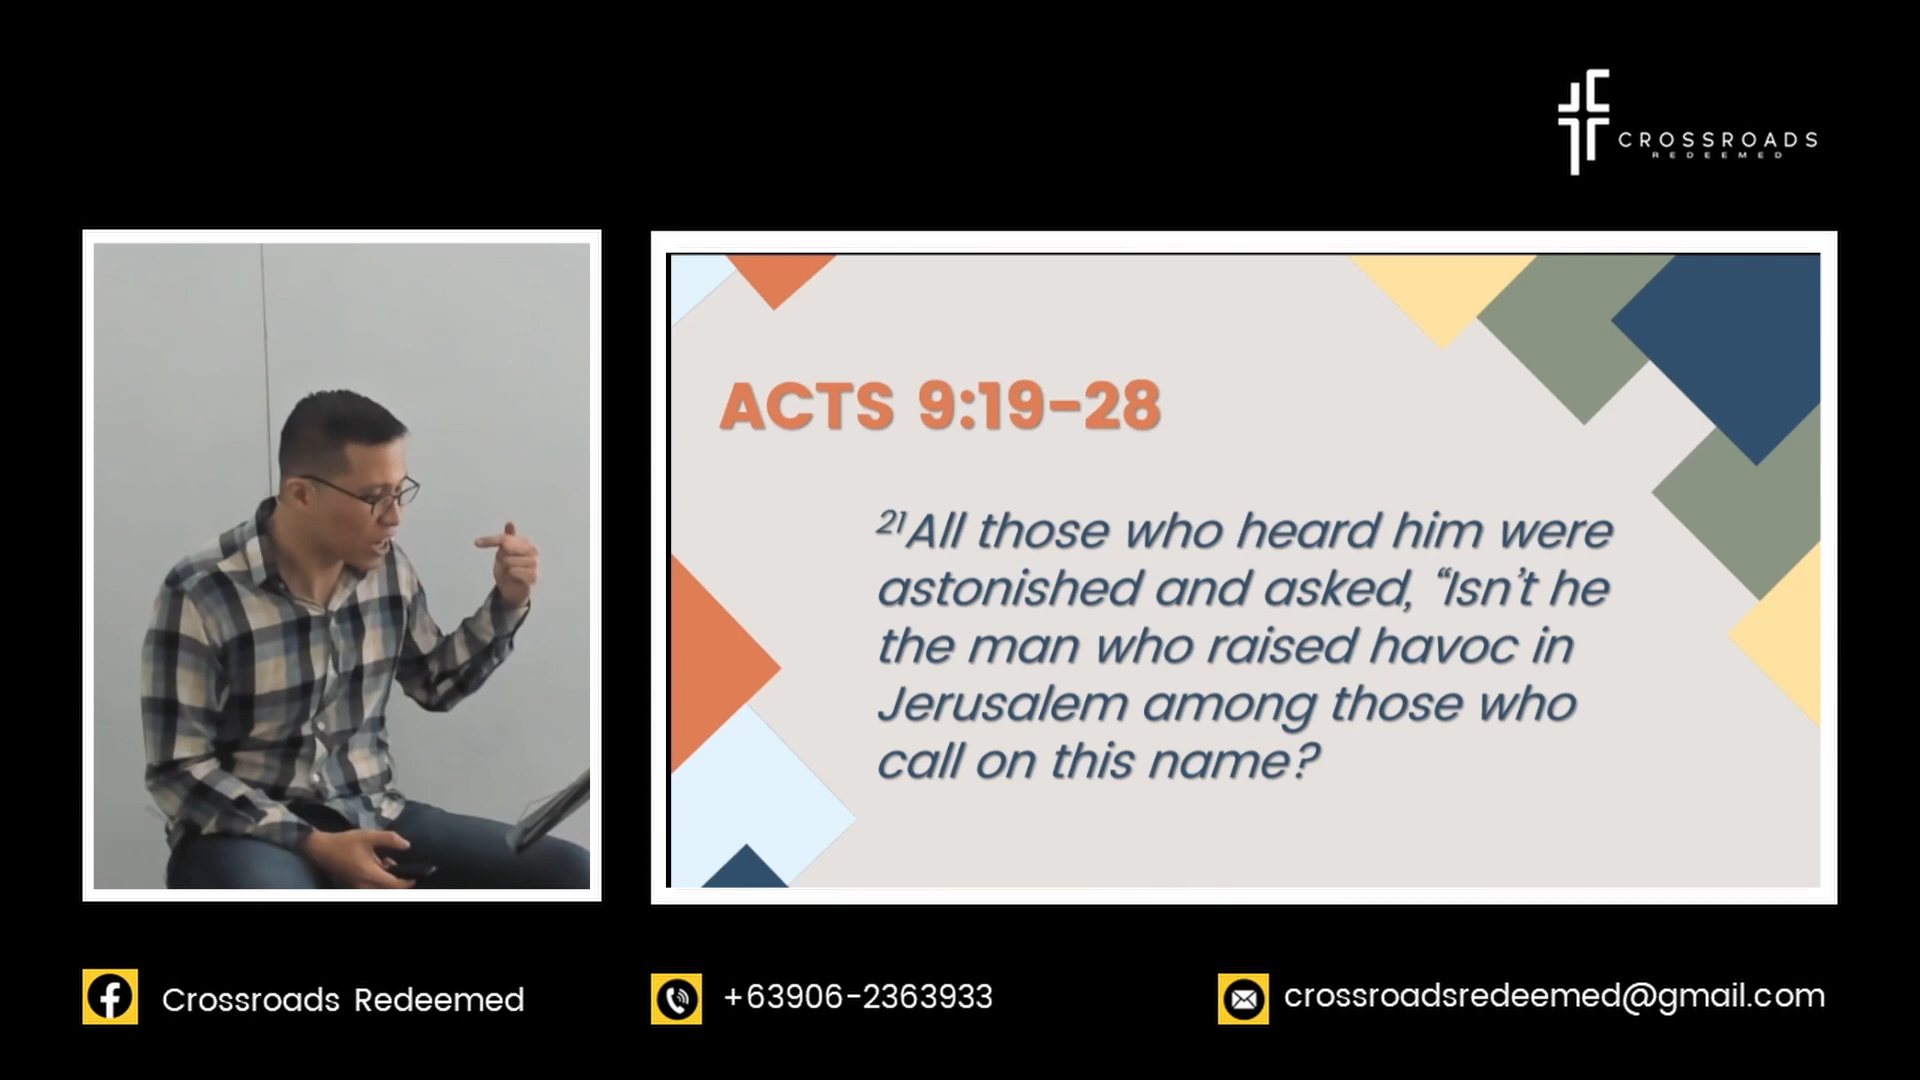 CROSSROADS
REDEEMED
ACTS 9:19-28
21All those who heard him were
astonished and asked, “Isn’t he
the man who raised havoc in
Jerusalem among those who
call on this name?
Crossroads Redeemed
+63906-2363933
crossroadsredeemed@gmail.com